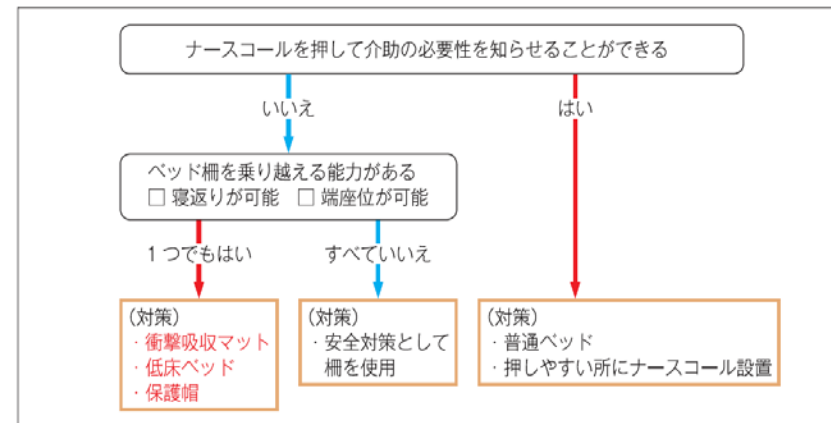 ナースコールを押して介助の必要性を知らせることができる
いいえ
はい
ベッド柵を乗り越える能力がある
□ 寝返りが可能 □ 端座位が可能
1つでもはい
すべていいえ
（対策）
・衝撃吸収マット
・低床ベッド
・保護帽
（対策）
・安全対策として
柵を使用
（対策）
・普通ベッド
・押しやすい所にナースコール設置